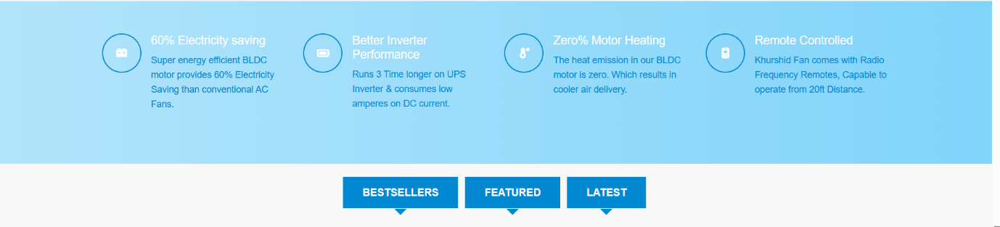 60% Electricity saving
Super energy efficient BLDC
motor provides 60% Electricity
Saving than conventional AC
Fans.
Better Inverter
Performance
Runs 3 Time longer on UPS
Inverter & consumes low
amperes on DC current.
Zero% Motor Heating
The heat emission in our BLDC
motor is zero. Which results in
cooler air delivery.
Remote Controlled
Khurshid Fan comes with Radio
Frequency Remotes, Capable to
operate from 20ft Distance.
BESTSELLERS
FEATURED
LATEST